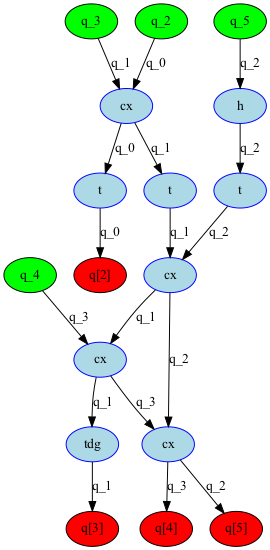 q_3 q_2 q_5
q_1 q_0 q_2
cx h
q_0 q_1 q_2
t t t
q_0 q_1 q_2
q_4 q[2] cx
q_3 q_1 q_2
cx
q_1 q_3
tdg cx
q_1 q_3 q_2
q[3] q[4] q[5]